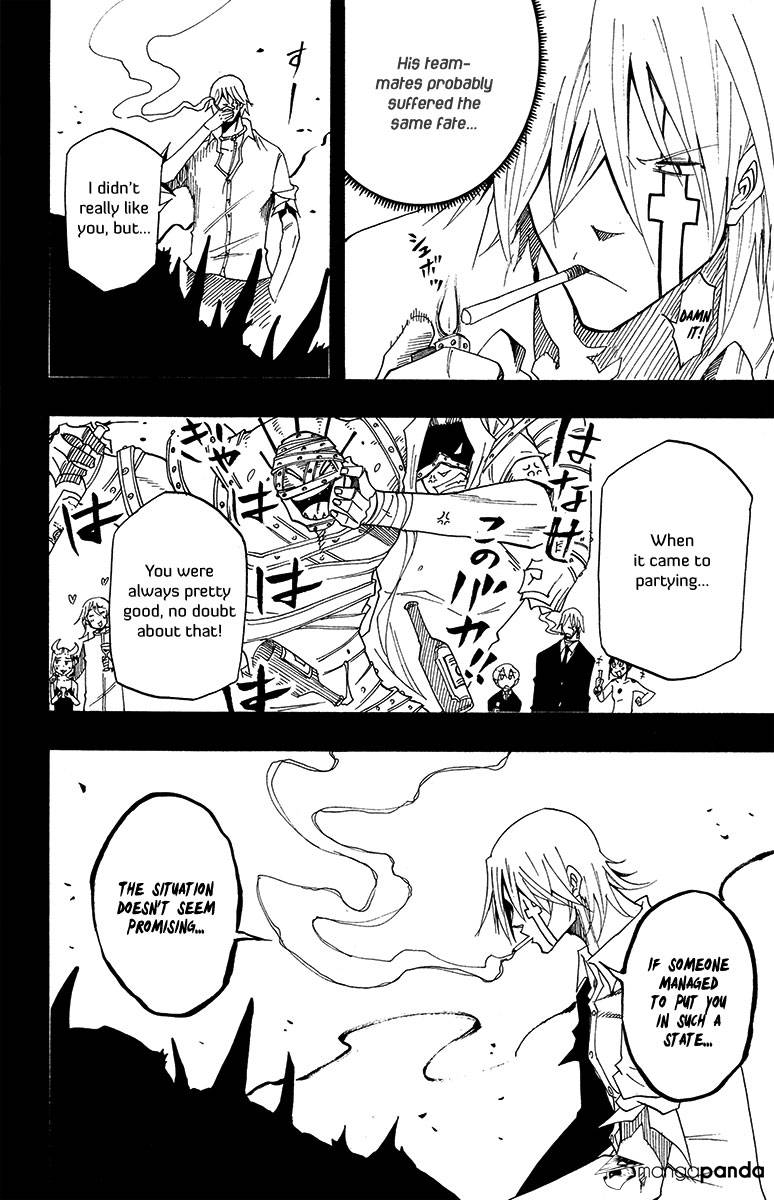 His team-
mates probably
suffered the
same fate...
シュボッ
DAMN
IT!
す
ぅ
I didn't
really like
you, but...
When
it came to
partying...
はなせ
このバカ!!
ぎゃ
は
は
は
は
You were
always pretty
good, no doubt
about that!
IF SOMEONE
MANAGED
TO PUT YOU
IN SUCH A
STATE...
THE SITUATION
DOESN'T SEEM
PROMISING...
mangapanda